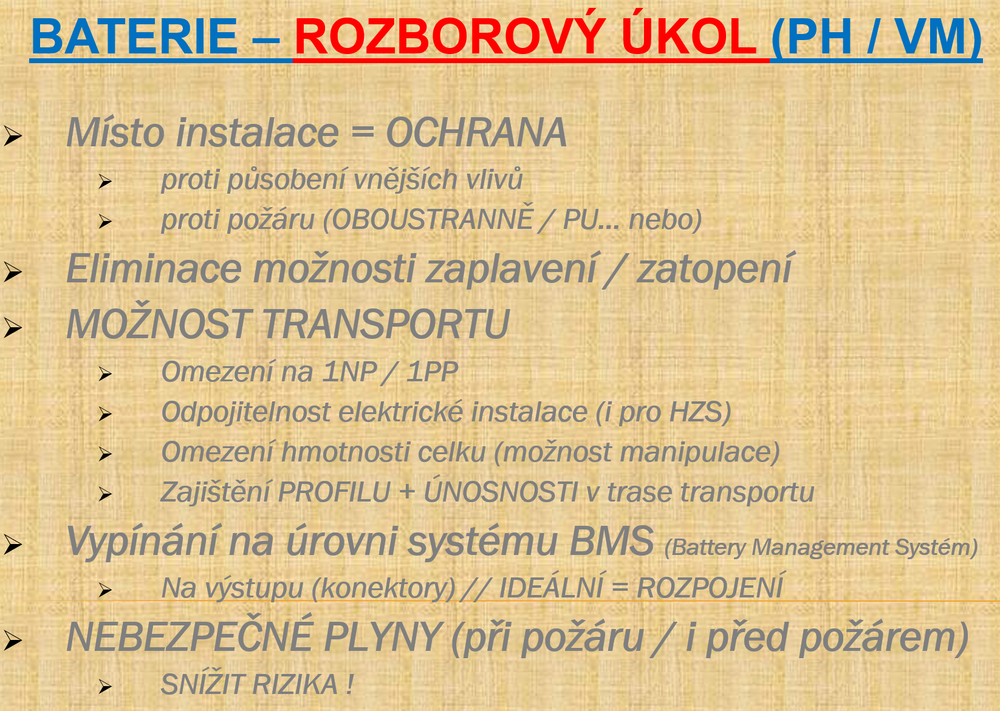 BATERIE – ROZBOROVÝ ÚKOL (PH / VM)
Místo instalace = OCHRANA
proti působení vnějších vlivů
proti požáru (OBOUSTRANNĚ / PU... nebo)
Eliminace možnosti zaplavení / zatopení
MOŽNOST TRANSPORTU
Omezení na 1NP / 1PP
Odpojitelnost elektrické instalace (i pro HZS)
Omezení hmotnosti celku (možnost manipulace)
Zajištění PROFILU + ÚNOSNOSTI v trase transportu
Vypínání na úrovni systému BMS (Battery Management Systém)
Na výstupu (konektory) // IDEÁLNÍ = ROZPOJENÍ
NEBEZPEČNÉ PLYNY (při požáru / i před požárem)
SNÍŽIT RIZIKA !